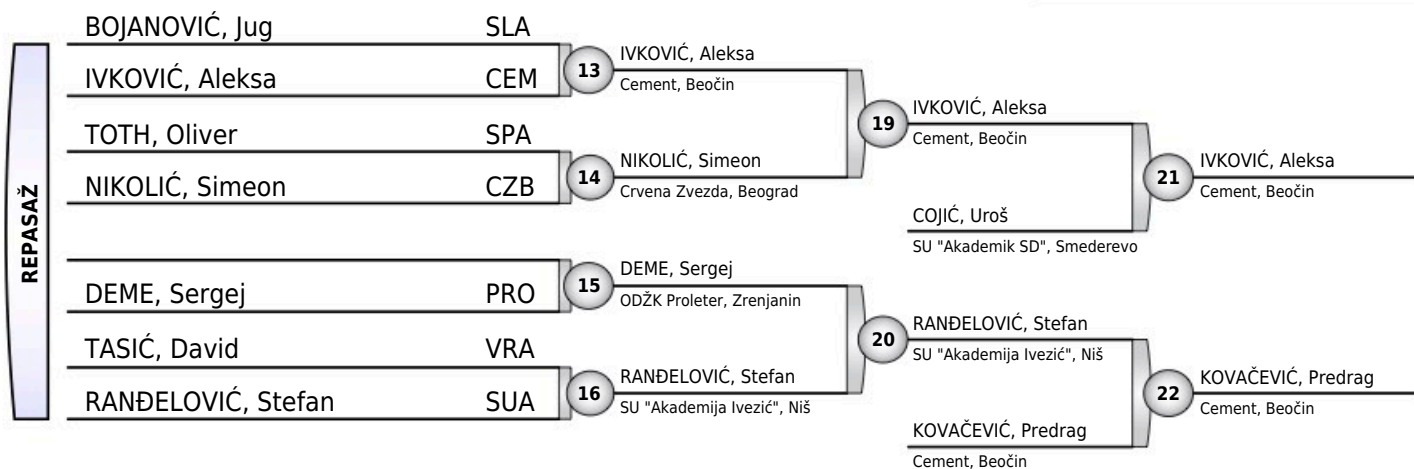 REPASAŽ
BOJANOVIĆ, Jug SLA
IVKOVIĆ, Aleksa CEM
TOTH, Oliver SPA
NIKOLIĆ, Simeon CZB
DEME, Sergej PRO
TASIĆ, David VRA
RANĐELOVIĆ, Stefan SUA
13
IVKOVIĆ, Aleksa
Cement, Beočin
14
NIKOLIĆ, Simeon
Crvena Zvezda, Beograd
15
DEME, Sergej
ODŽK Proleter, Zrenjanin
16
RANĐELOVIĆ, Stefan
SU "Akademija Ivezić", Niš
19
IVKOVIĆ, Aleksa
Cement, Beočin
COJIĆ, Uroš
SU "Akademik SD", Smederevo
20
RANĐELOVIĆ, Stefan
SU "Akademija Ivezić", Niš
KOVAČEVIĆ, Predrag
Cement, Beočin
21
IVKOVIĆ, Aleksa
Cement, Beočin
22
KOVAČEVIĆ, Predrag
Cement, Beočin